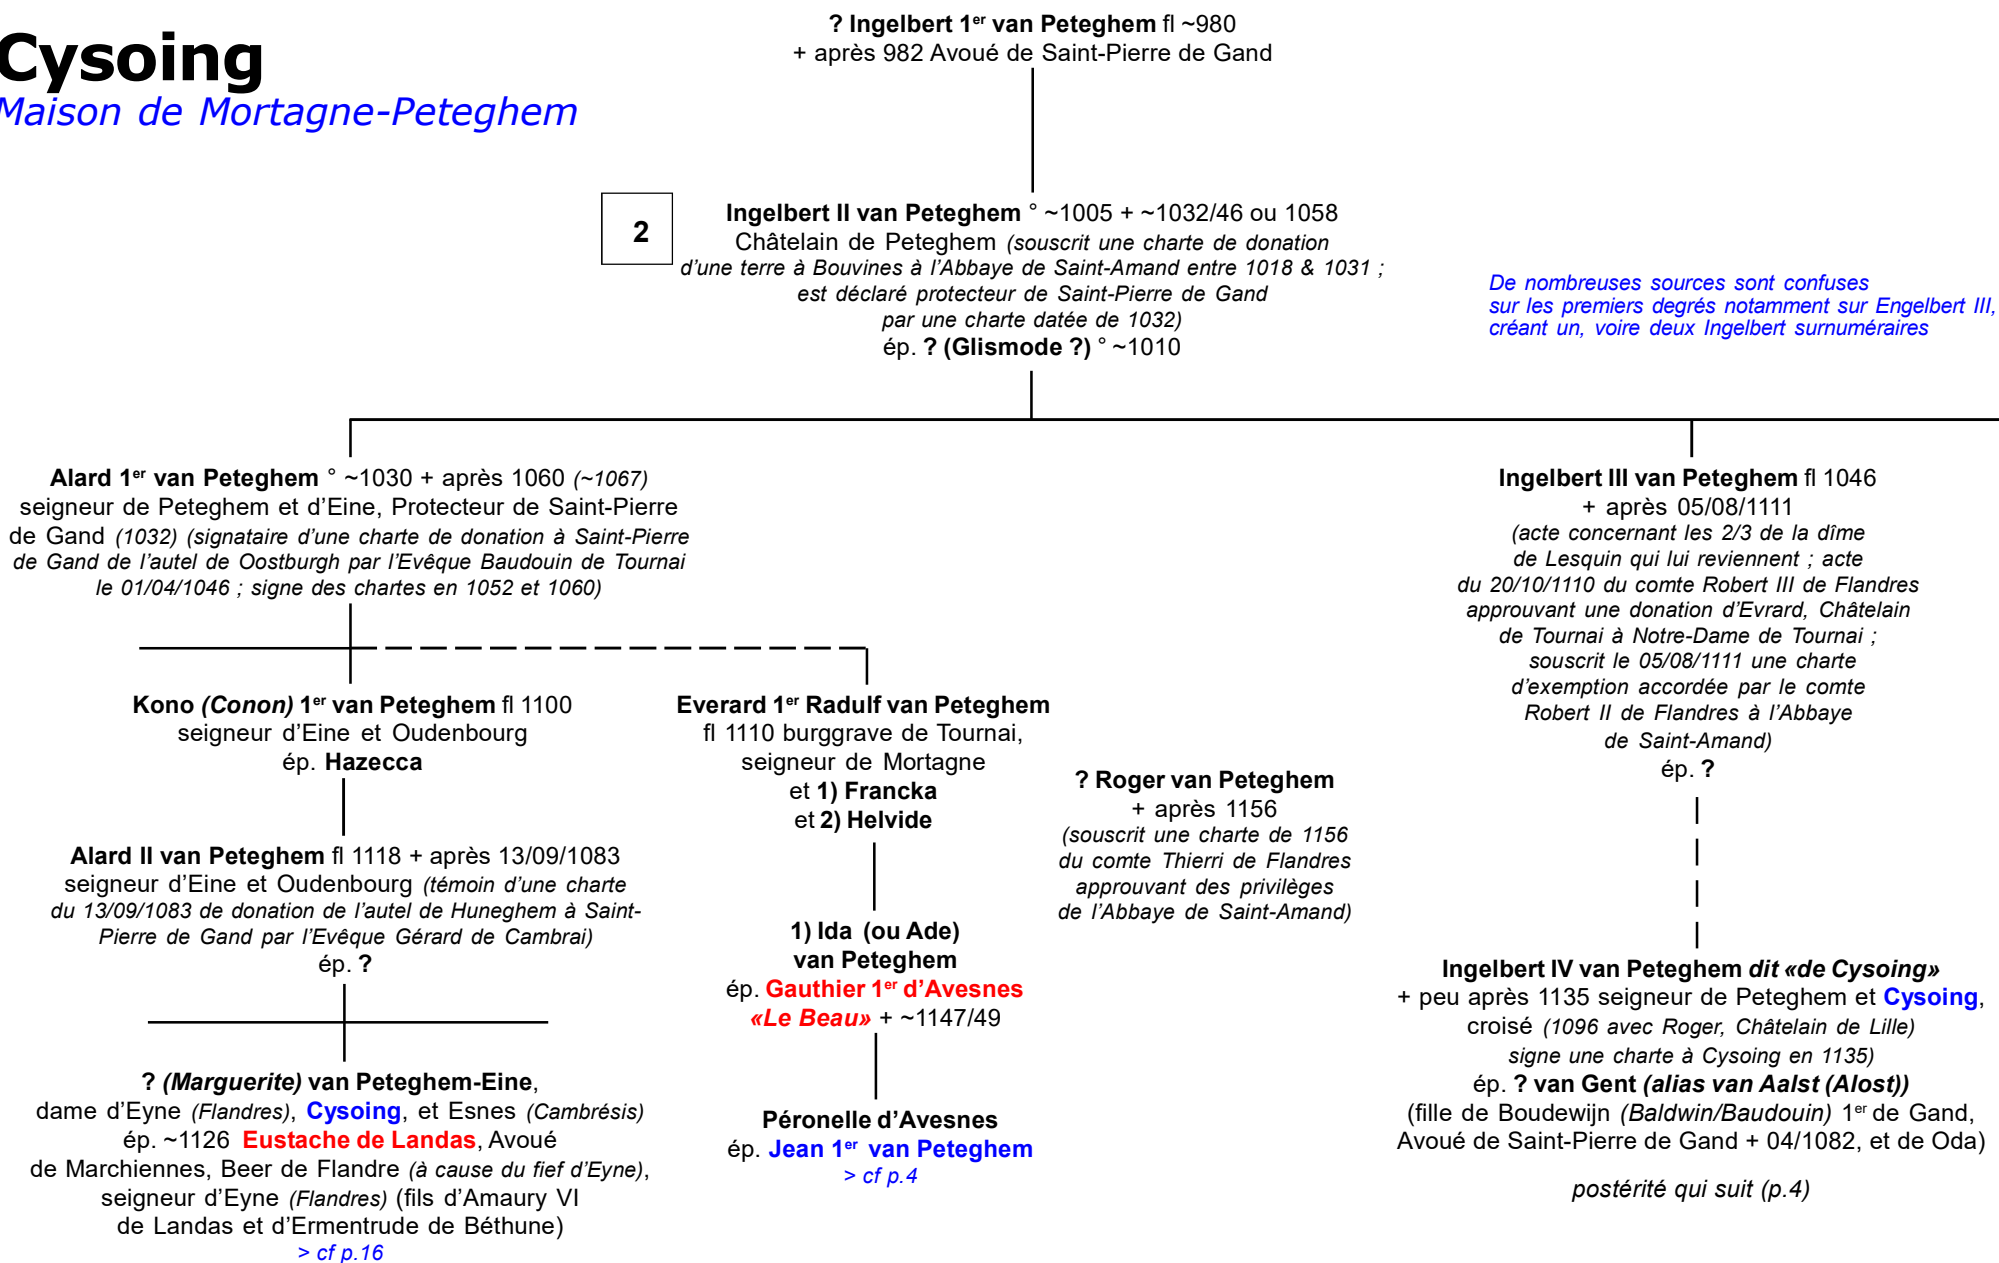 Cysoing
Maison de Mortagne-Peteghem
? Ingelbert 1er van Peteghem fl ~980
+ après 982 Avoué de Saint-Pierre de Gand
2
Ingelbert II van Peteghem ° ~1005 + ~1032/46 ou 1058
Châtelain de Peteghem (souscrit une charte de donation
d'une terre à Bouvines à l'Abbaye de Saint-Amand entre 1018 & 1031 ;
est déclaré protecteur de Saint-Pierre de Gand
par une charte datée de 1032)
ép. ? (Glismode ?) ° ~1010
De nombreuses sources sont confuses
sur les premiers degrés notamment sur Engelbert III,
créant un, voire deux Ingelbert surnuméraires
Alard 1er van Peteghem ° ~1030 + après 1060 (~1067)
seigneur de Peteghem et d'Eine, Protecteur de Saint-Pierre
de Gand (1032) (signataire d'une charte de donation à Saint-Pierre
de Gand de l'autel de Oostburgh par l'Evêque Baudouin de Tournai
le 01/04/1046 ; signe des chartes en 1052 et 1060)
Ingelbert III van Peteghem fl 1046
+ après 05/08/1111
(acte concernant les 2/3 de la dîme
de Lesquin qui lui reviennent ; acte
du 20/10/1110 du comte Robert III de Flandres
approuvant une donation d'Evrard, Châtelain
de Tournai à Notre-Dame de Tournai ;
souscrit le 05/08/1111 une charte
d'exemption accordée par le comte
Robert II de Flandres à l'Abbaye
de Saint-Amand)
ép. ?
Kono (Conon) 1er van Peteghem fl 1100
seigneur d'Eine et Oudenbourg
ép. Hazecca
Everard 1er Radulf van Peteghem
fl 1110 burggrave de Tournai,
seigneur de Mortagne
et 1) Francka
et 2) Helvide
? Roger van Peteghem
+ après 1156
(souscrit une charte de 1156
du comte Thierri de Flandres
approuvant des privilèges
de l'Abbaye de Saint-Amand)
Alard II van Peteghem fl 1118 + après 13/09/1083
seigneur d'Eine et Oudenbourg (témoin d'une charte
du 13/09/1083 de donation de l'autel de Huneghem à Saint-
Pierre de Gand par l'Evêque Gérard de Cambrai)
ép. ?
1) Ida (ou Ade)
van Peteghem
ép. Gauthier 1er d'Avesnes
«Le Beau» + ~1147/49
Ingelbert IV van Peteghem dit «de Cysoing»
+ peu après 1135 seigneur de Peteghem et Cysoing,
croisé (1096 avec Roger, Châtelain de Lille)
signe une charte à Cysoing en 1135)
ép. ? van Gent (alias van Aalst (Alost))
(fille de Boudewijn (Baldwin/Baudouin) 1er de Gand,
Avoué de Saint-Pierre de Gand + 04/1082, et de Oda)
postérité qui suit (p.4)
? (Marguerite) van Peteghem-Eine,
dame d'Eyne (Flandres), Cysoing, et Esnes (Cambrésis)
ép. ~1126 Eustache de Landas, Avoué
de Marchiennes, Beer de Flandre (à cause du fief d'Eyne),
seigneur d'Eyne (Flandres) (fils d'Amaury VI
de Landas et d'Ermentrude de Béthune)
> cf p.16
Péronelle d'Avesnes
ép. Jean 1er van Peteghem
> cf p.4